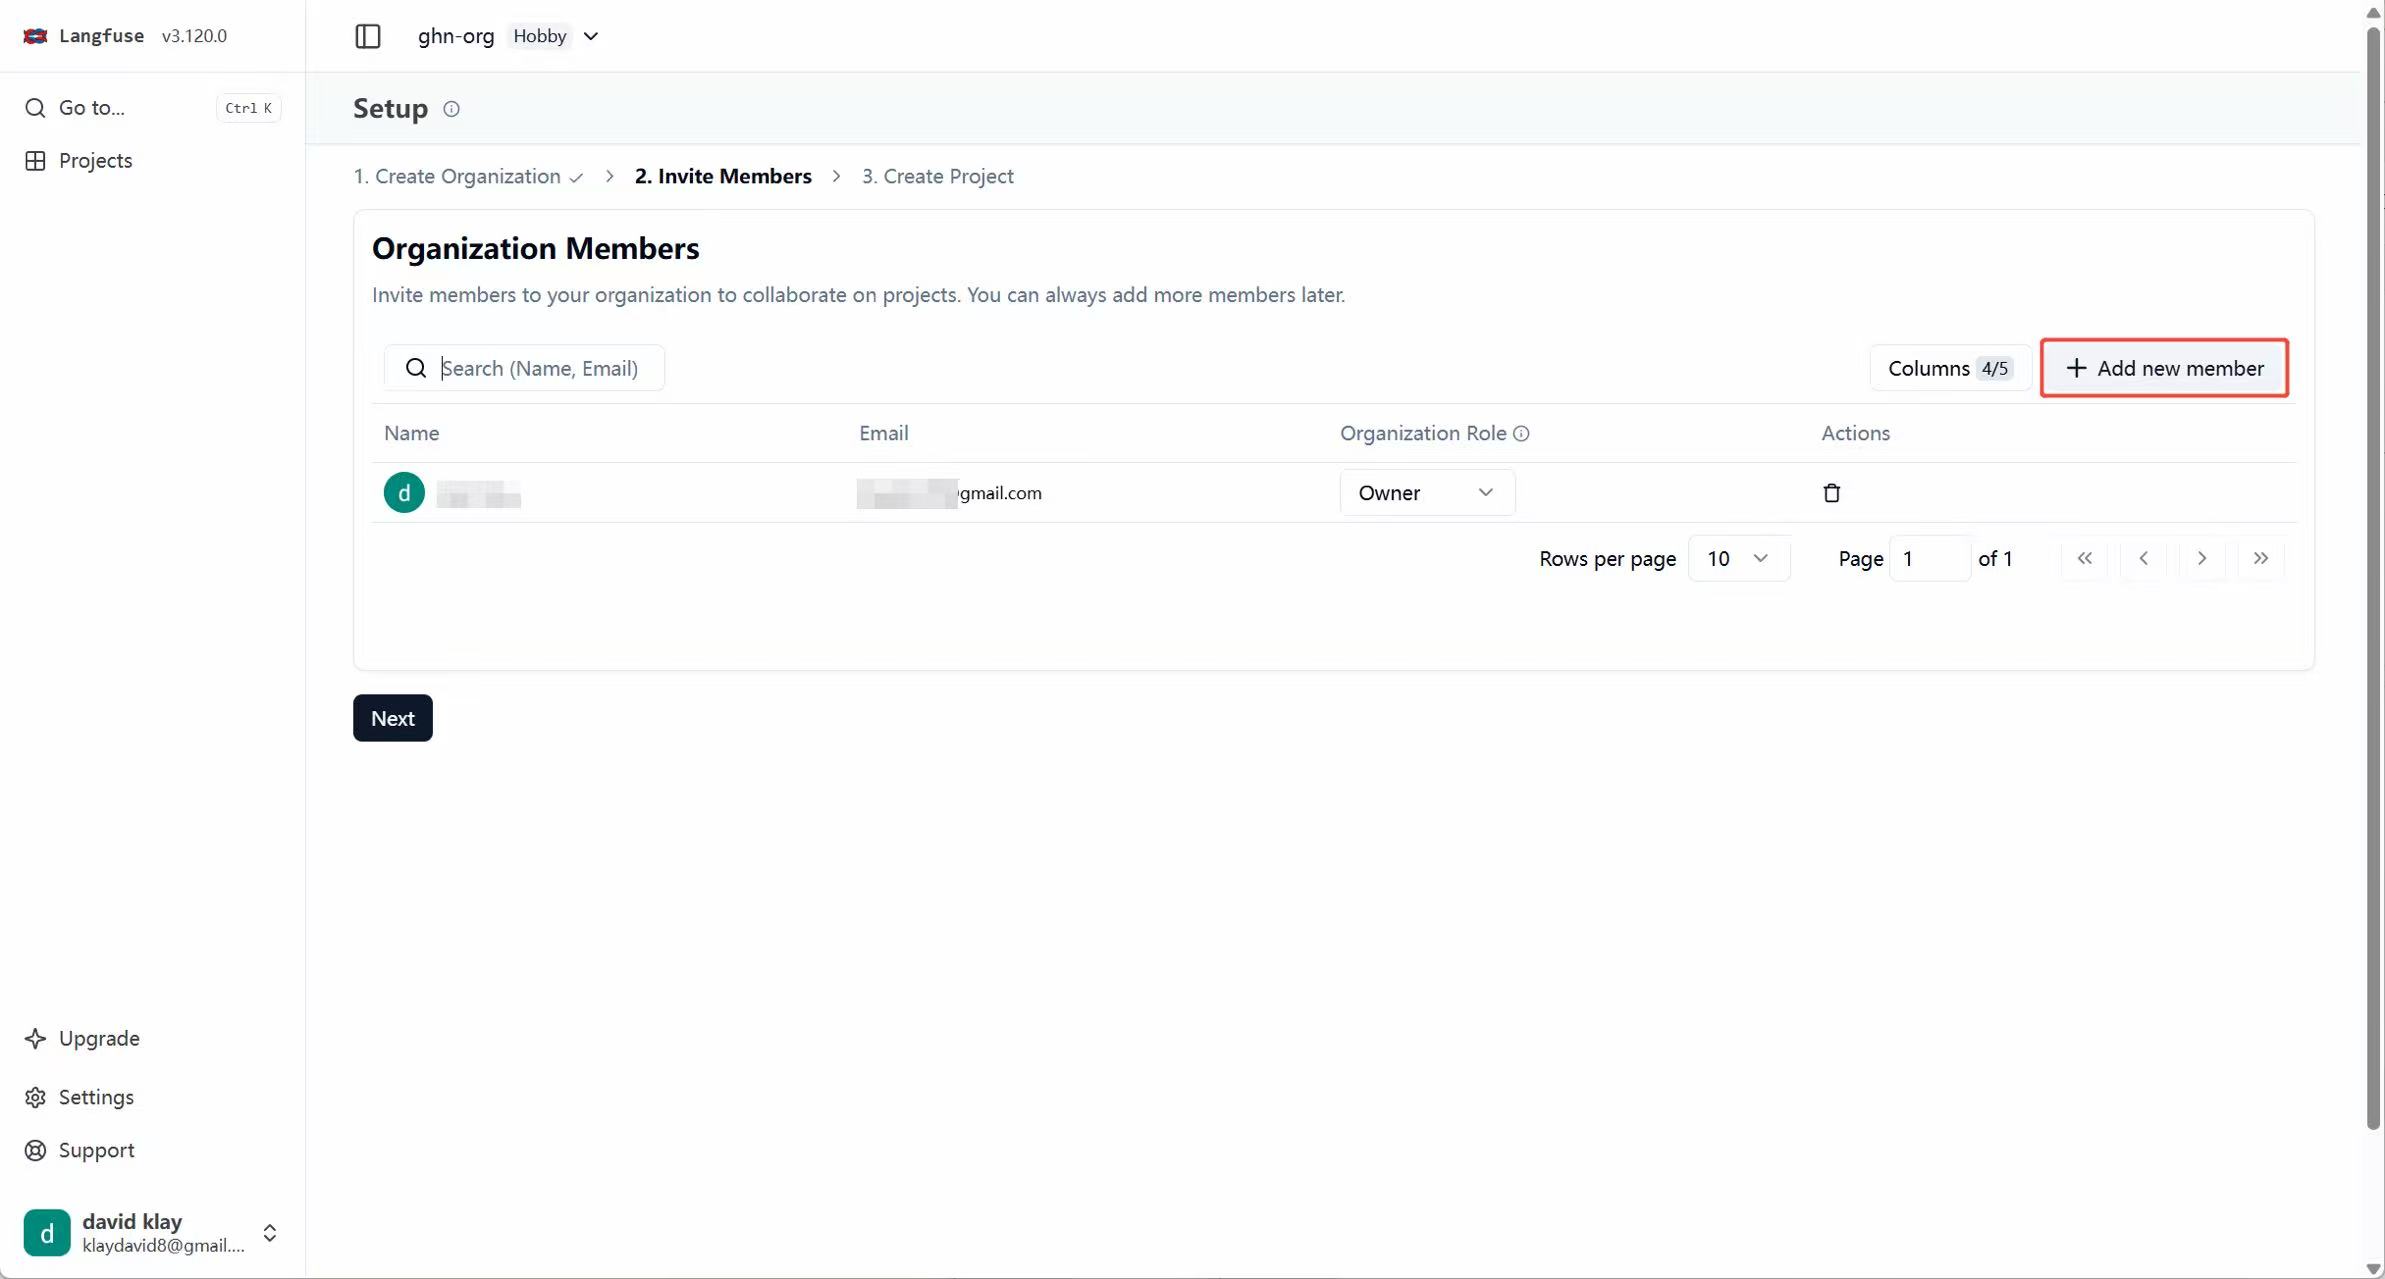 Langfuse v3.120.0
ghn-org Hobby
Go to... Ctrl K
Projects
Setup
1. Create Organization 2. Invite Members 3. Create Project
Organization Members
Invite members to your organization to collaborate on projects. You can always add more members later.
Search (Name, Email)
Columns 4/5
Add new member
Name Email Organization Role Actions
d gmail.com Owner
Rows per page 10 Page 1 of 1
Next
Upgrade
Settings
Support
d
david klay
klaydavid8@gmail....